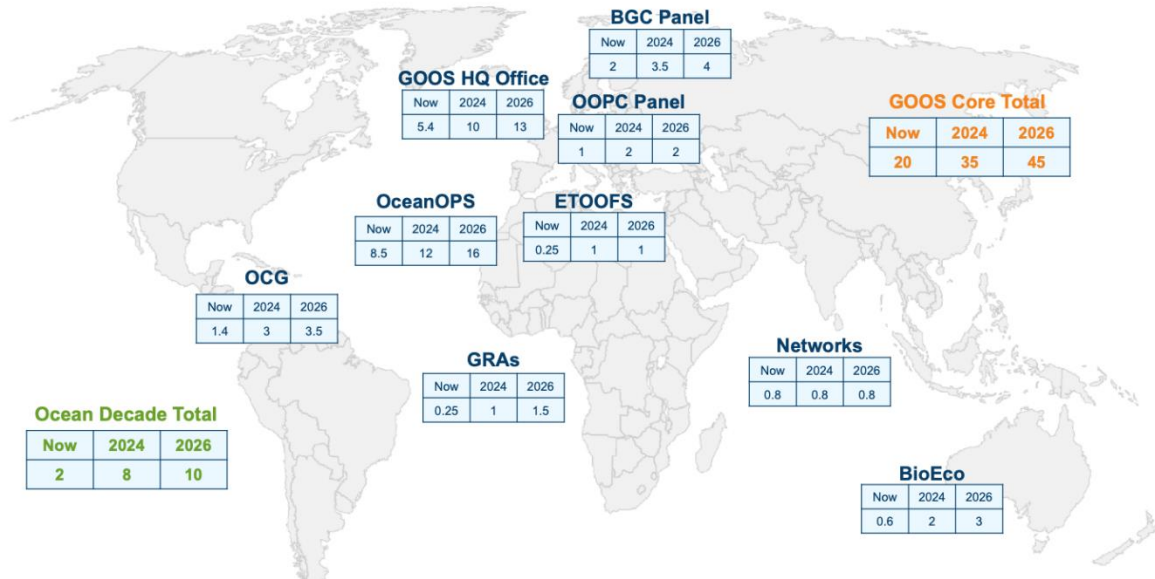 BGC Panel
Now 2024 2026
2 3.5 4
GOOS HQ Office
Now 2024 2026
5.4 10 13
OOPC Panel
Now 2024 2026
1 2 2
GOOS Core Total
Now 2024 2026
20 35 45
OceanOPS
Now 2024 2026
8.5 12 16
ETOOFS
Now 2024 2026
0.25 1 1
OCG
Now 2024 2026
1.4 3 3.5
GRAs
Now 2024 2026
0.25 1 1.5
Networks
Now 2024 2026
0.8 0.8 0.8
Ocean Decade Total
Now 2024 2026
2 8 10
BioEco
Now 2024 2026
0.6 2 3